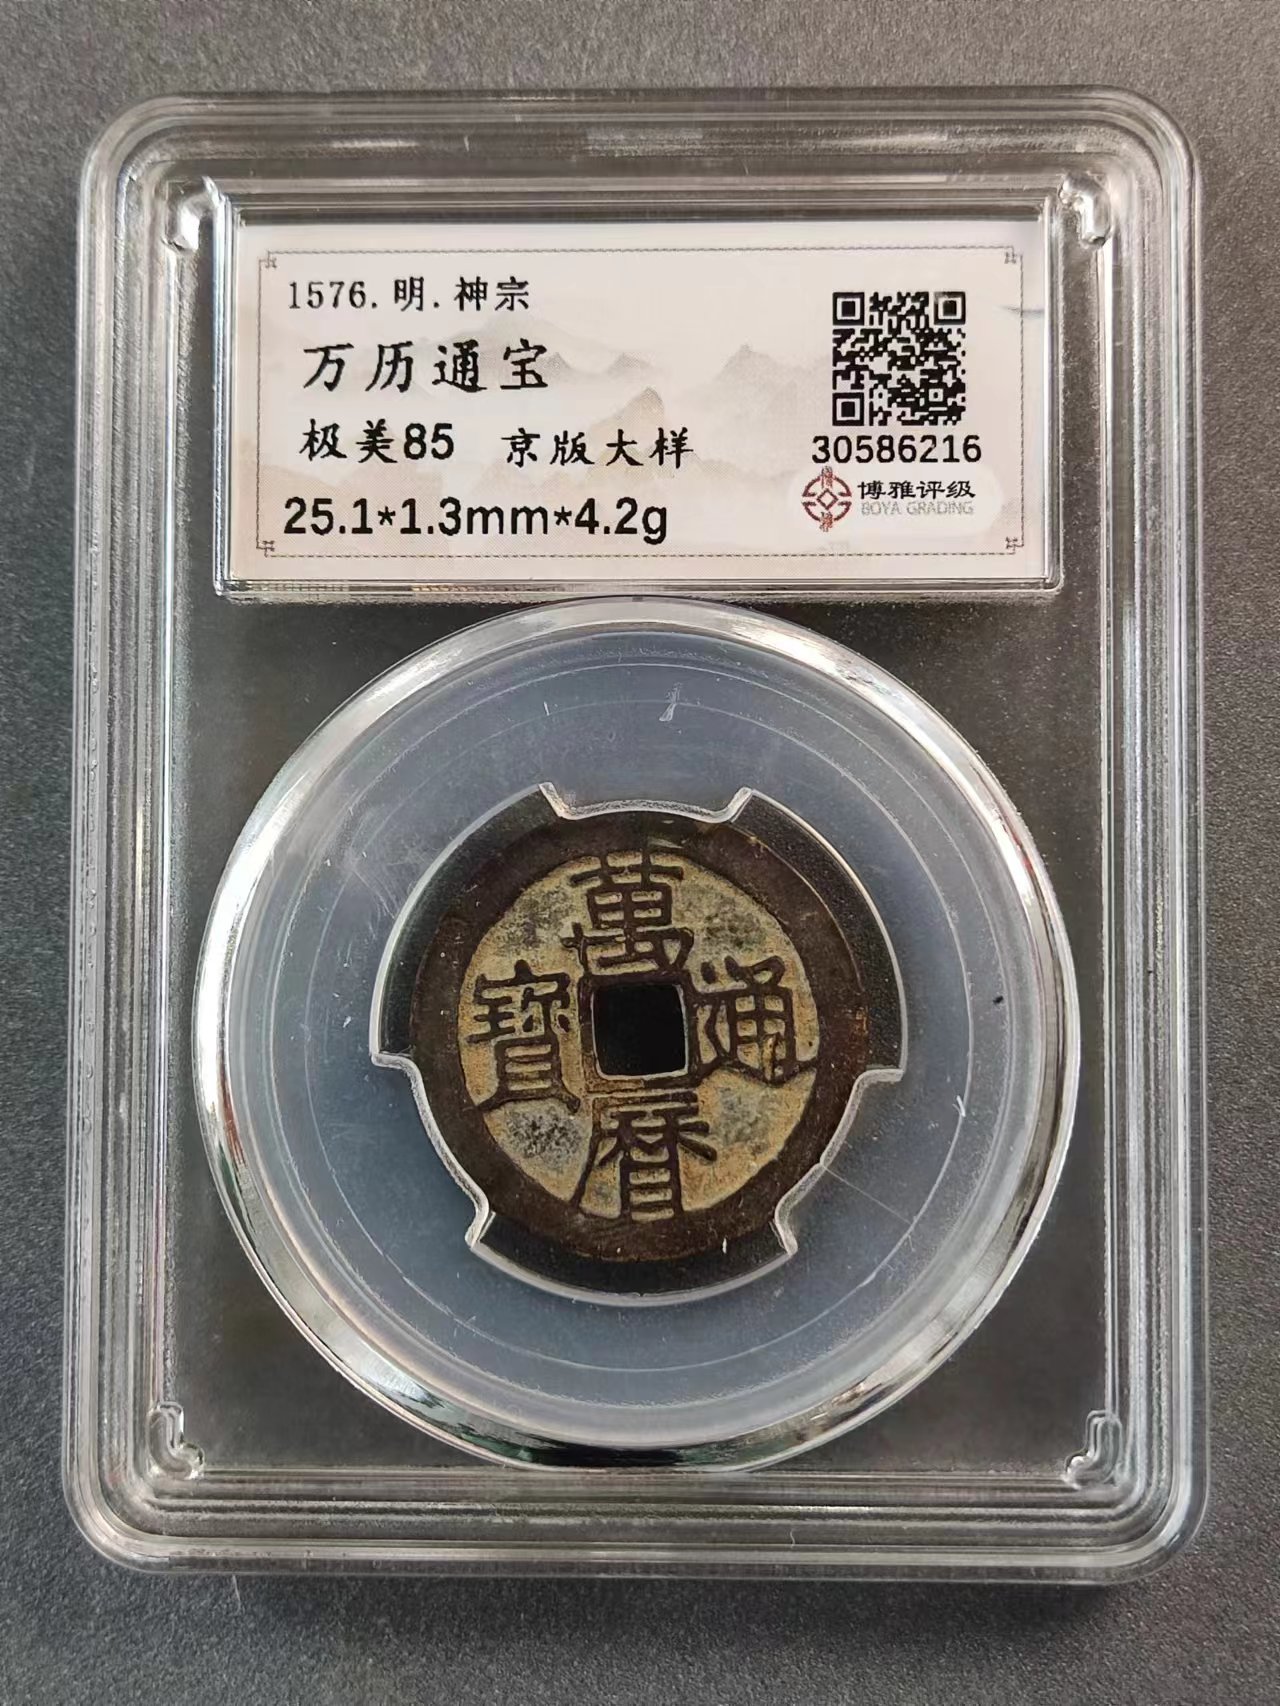 1576.明.神宗
万历通宝
极美85 京版大样
25.1*1.3mm*4.2g
30586216
博雅评级
BOYA GRADING
萬
寶 通
曆